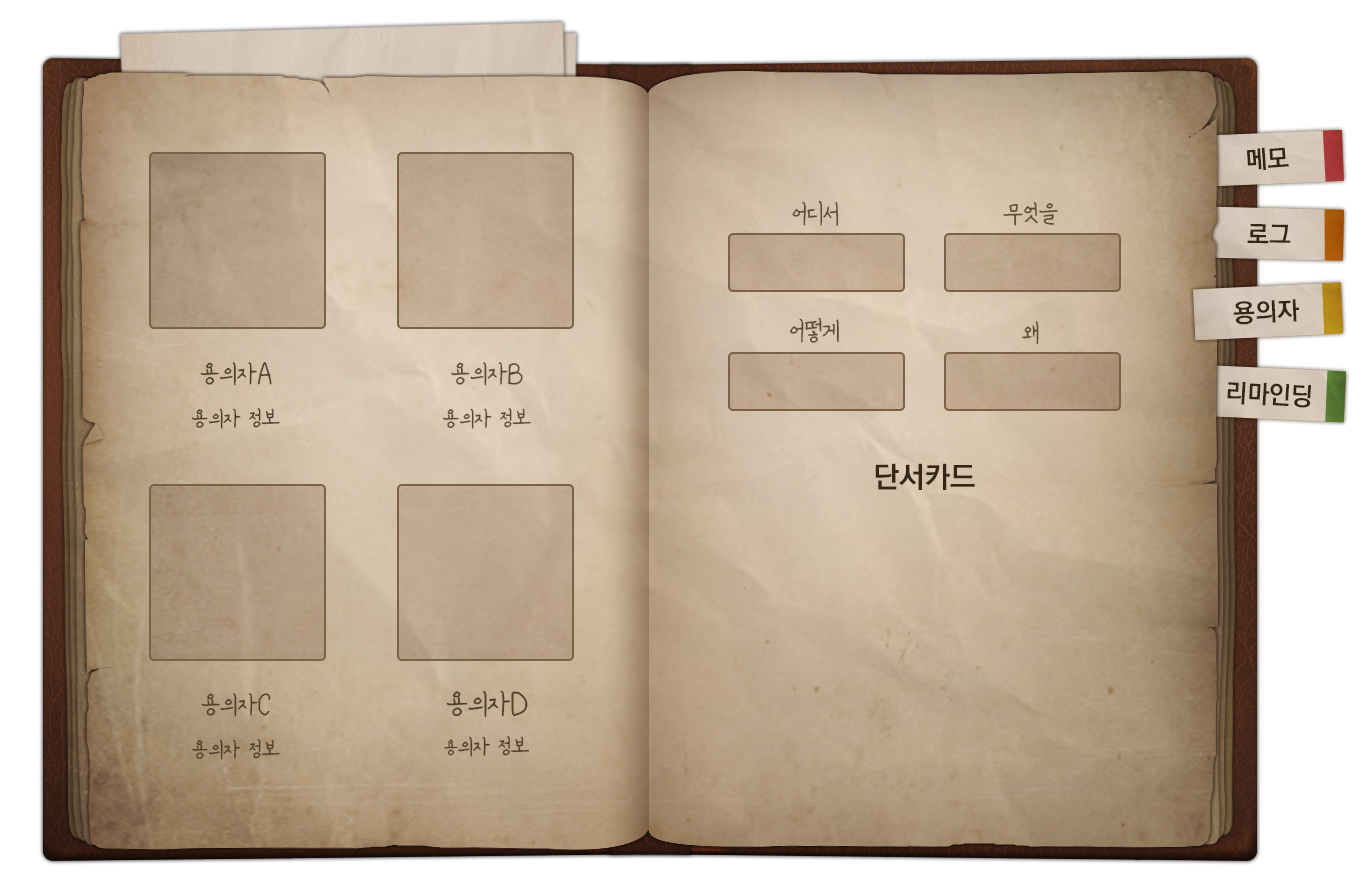 용의자A
용의자B
용의자 정보
용의자 정보
용의자C
용의자D
용의자 정보
용의자 정보
어디서
무엇을
어떻게
왜
단서카드
메모
로그
용의자
리마인딩